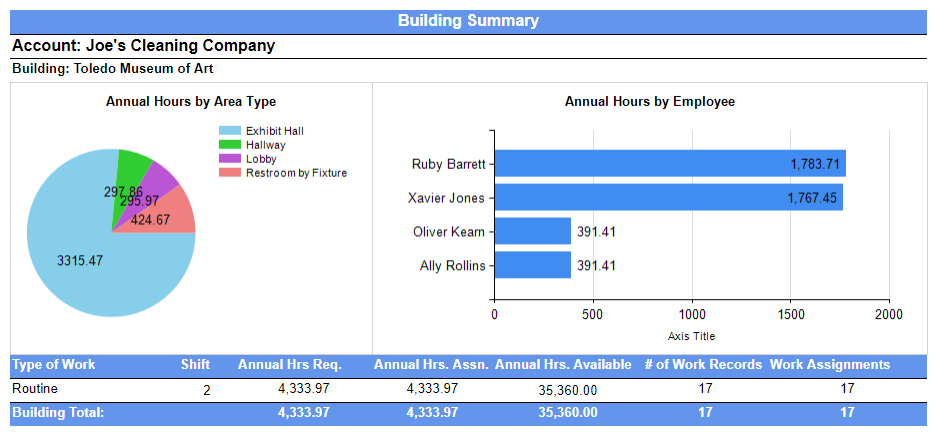 Building Summary
Account: Joe's Cleaning Company
Building: Toledo Museum of Art
Annual Hours by Area Type
Exhibit Hall
Hallway
Lobby
Restroom by Fixture
297.86
295.97
424.67
3315.47
Annual Hours by Employee
Ruby Barrett 1,783.71
Xavier Jones 1,767.45
Oliver Kearn 391.41
Ally Rollins 391.41
0 500 1000 1500 2000
Axis Title
Type of Work Shift Annual Hrs Req. Annual Hrs. Assn. Annual Hrs. Available # of Work Records Work Assignments
Routine 2 4,333.97 4,333.97 35,360.00 17 17
Building Total: 4,333.97 4,333.97 35,360.00 17 17